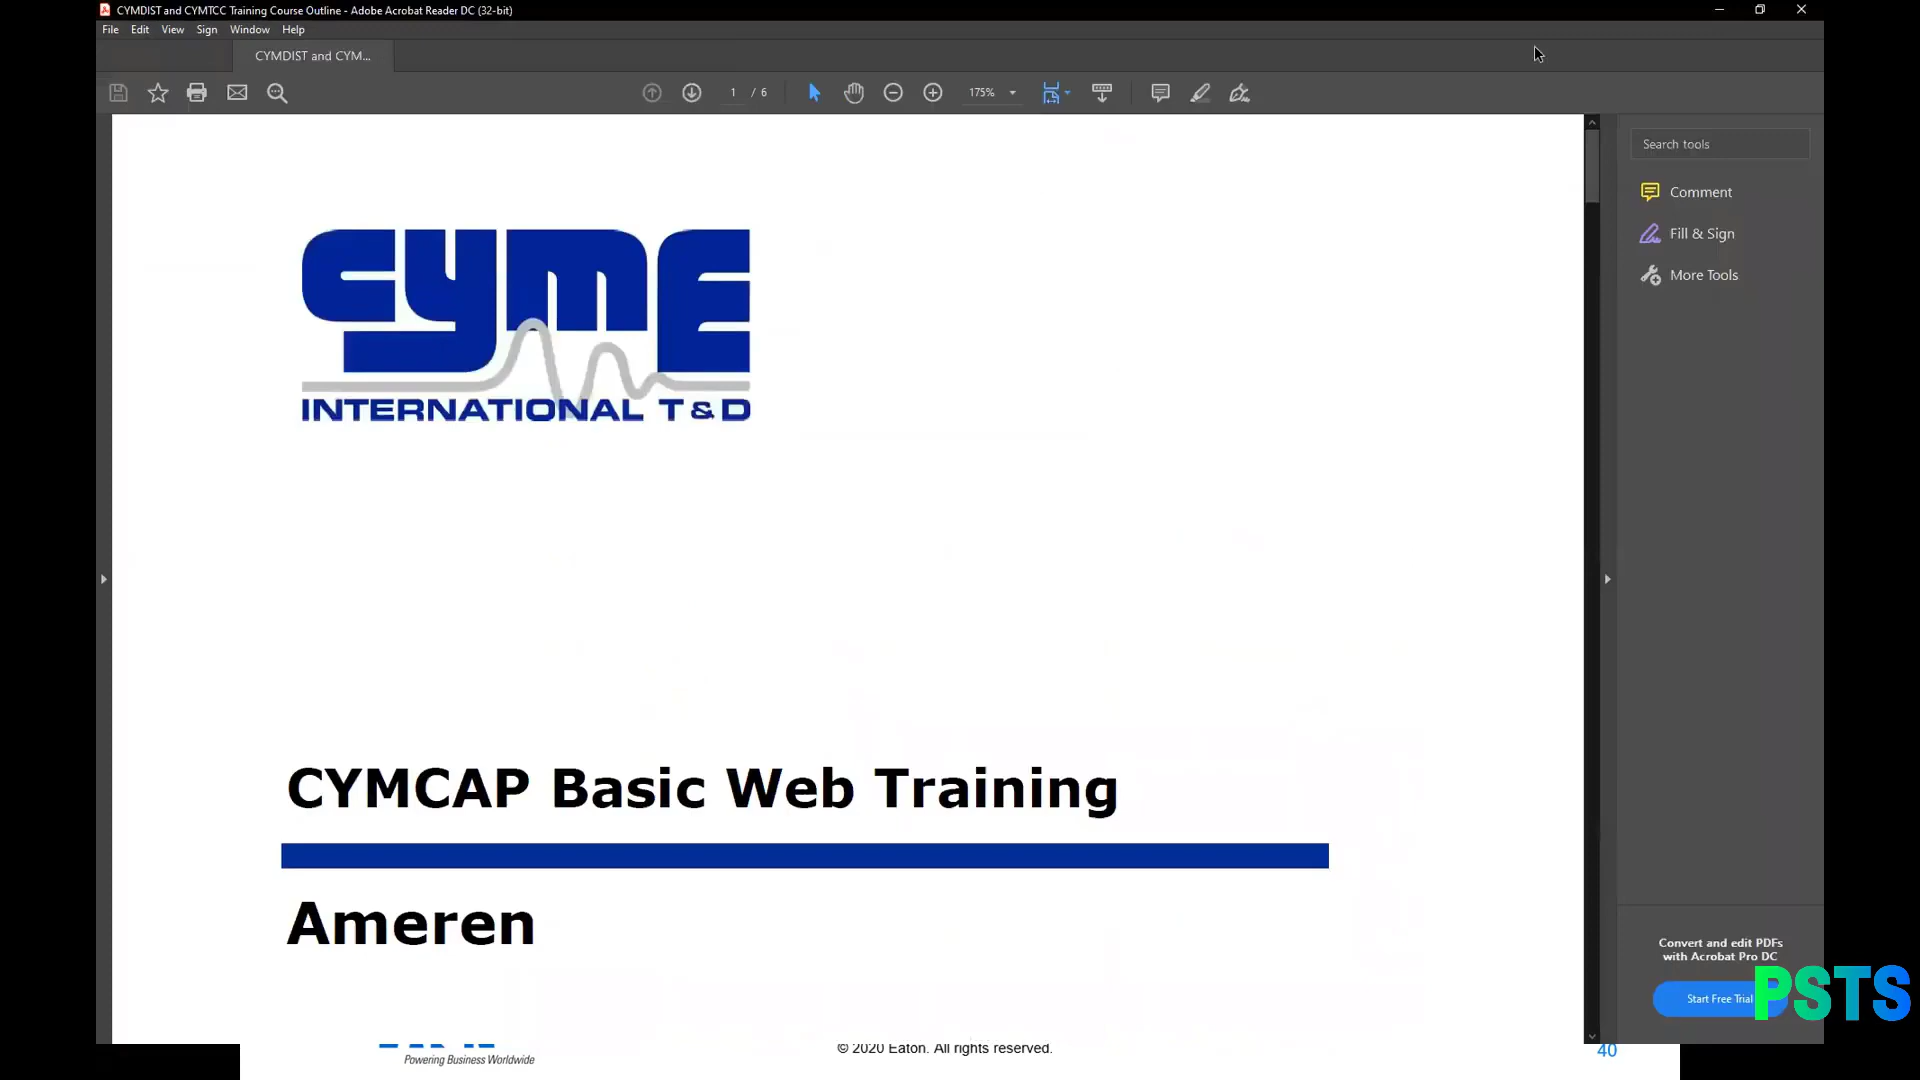 CYMDIST and CYMTCC Training Course Outline - Adobe Acrobat Reader DC (32-bit)
File Edit View Sign Window Help
CYMDIST and CYM...
1 / 6
175%
Search tools
Comment
Fill & Sign
More Tools
CYME
INTERNATIONAL T & D
CYMCAP Basic Web Training
Ameren
Convert and edit PDFs
with Acrobat Pro DC
Start Free Trial
PSTS
Powering Business Worldwide
© 2020 Eaton. All rights reserved.
40